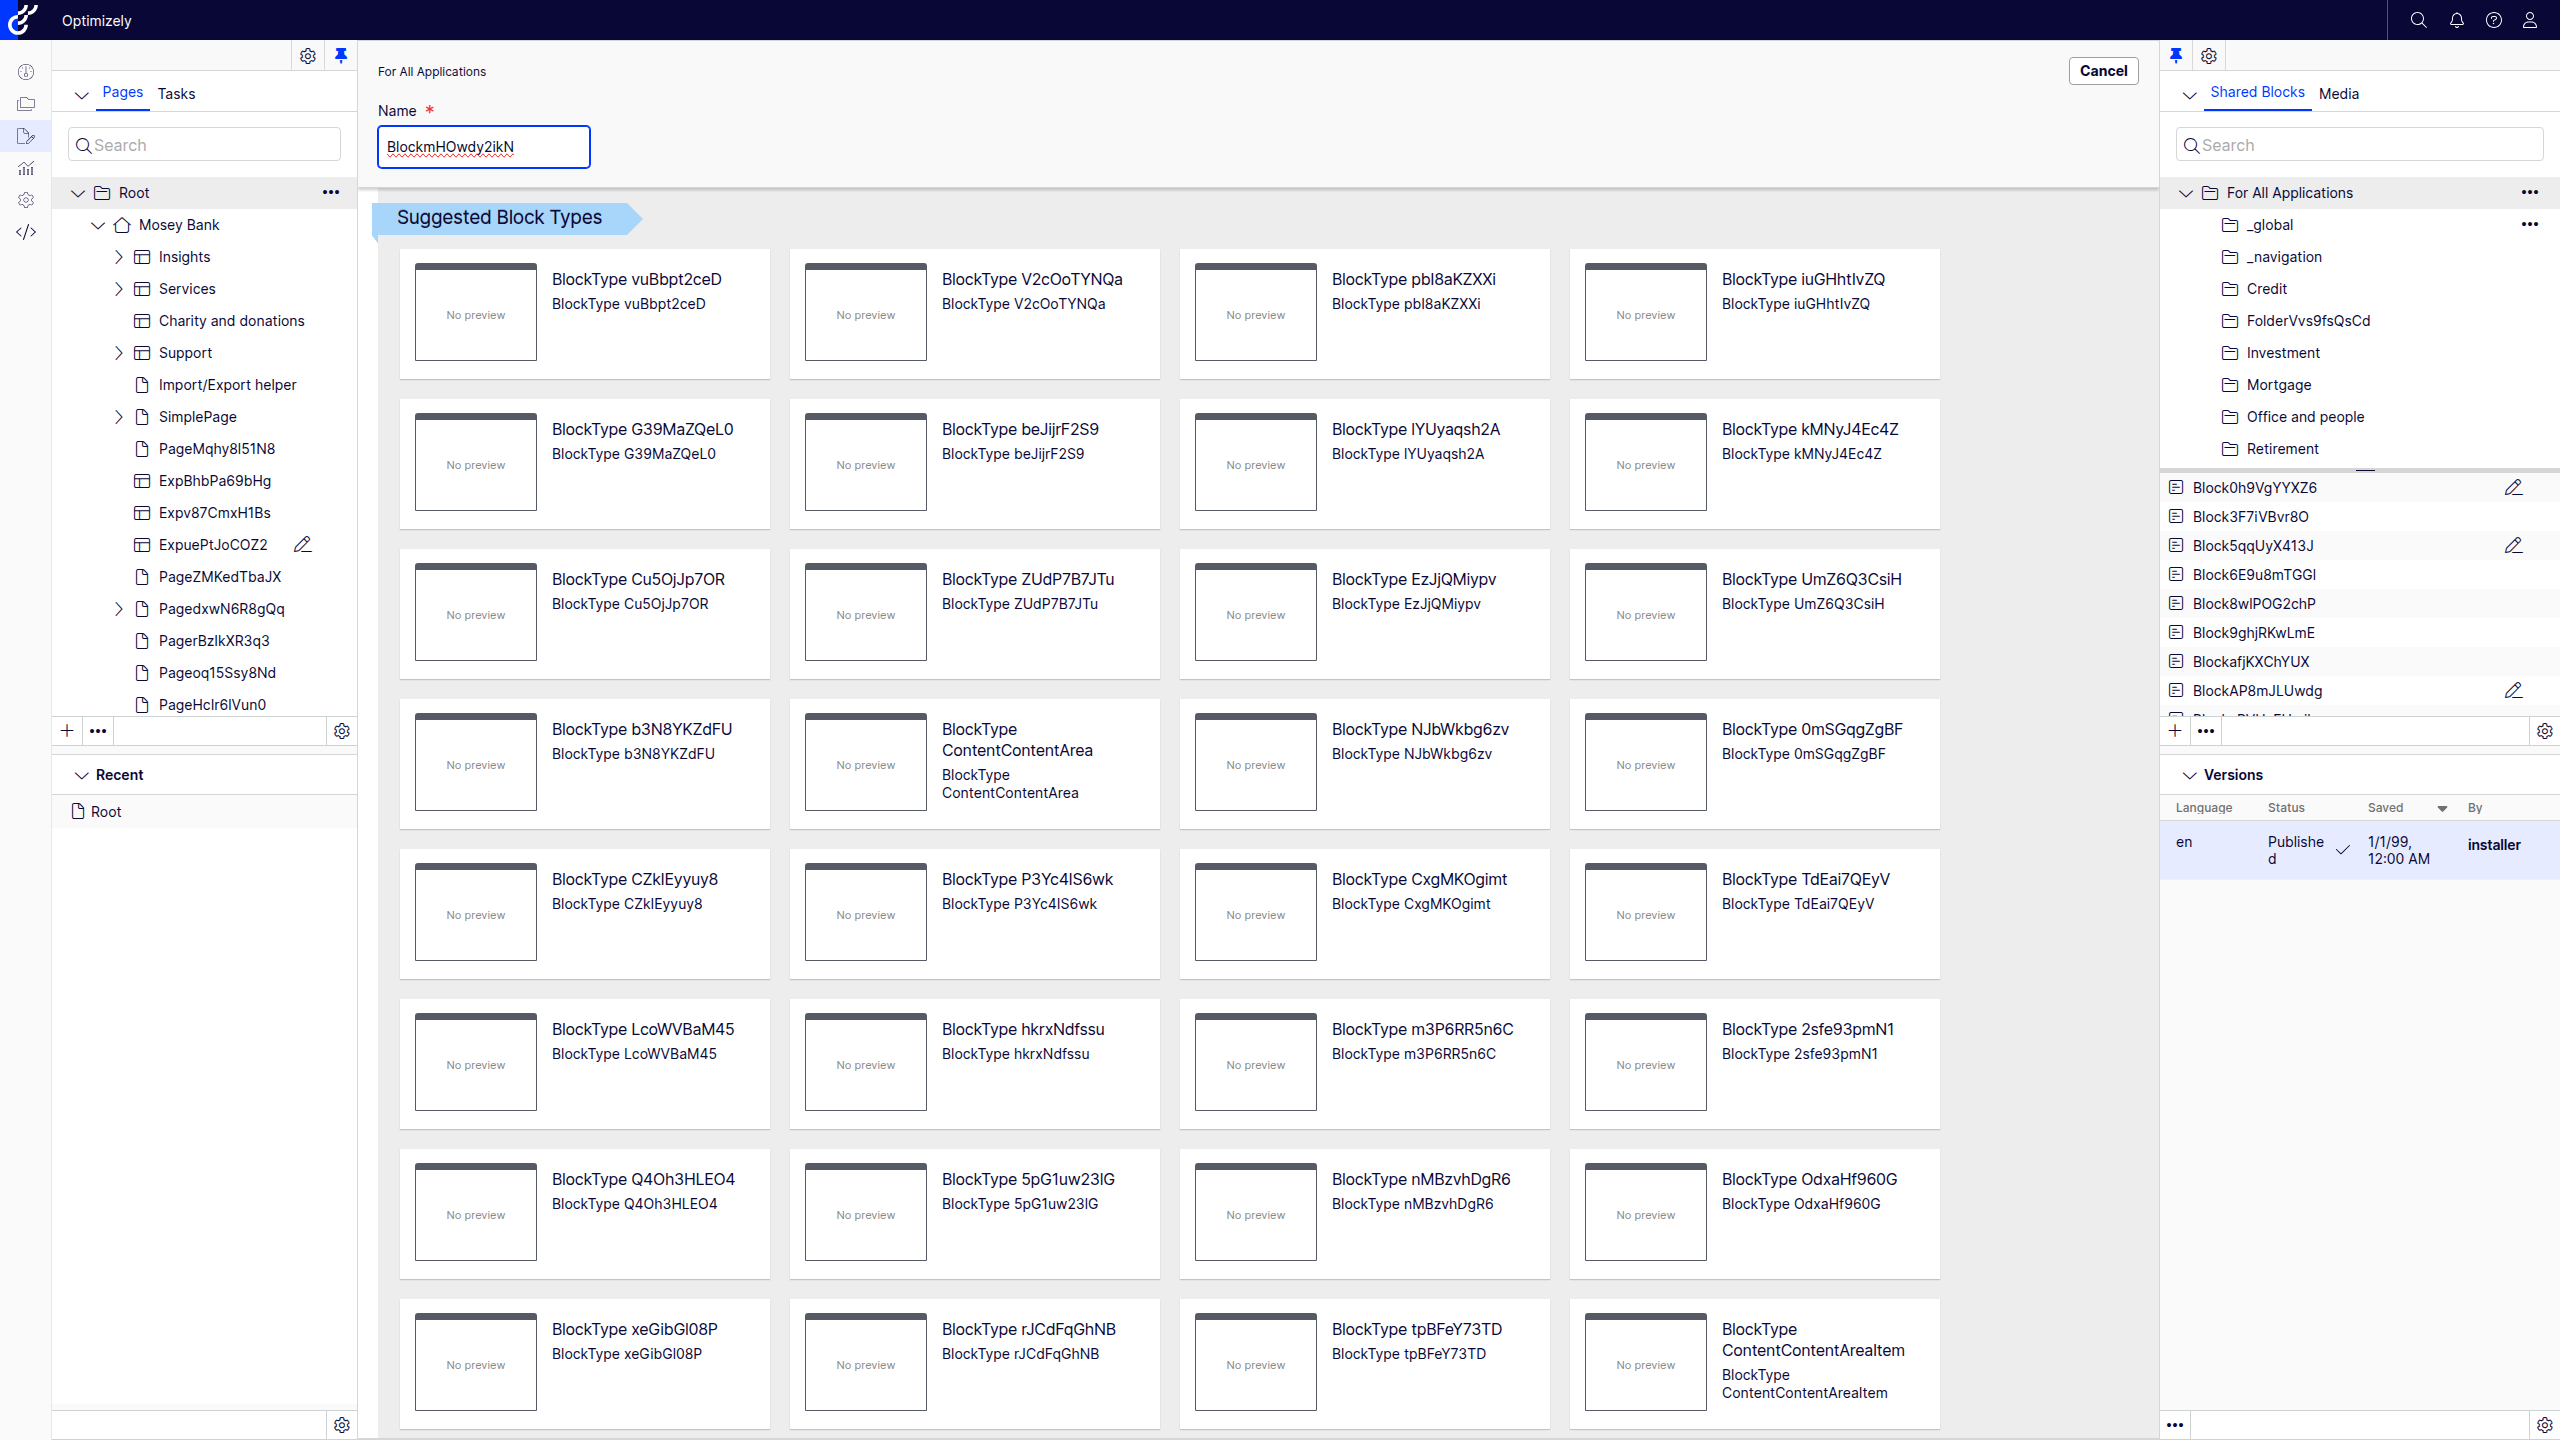 Optimizely
Pages
Tasks
Search
Root
Mosey Bank
Insights
Services
Charity and donations
Support
Import/Export helper
SimplePage
PageMqhy8I51N8
ExpBhbPa69bHg
Expv87CmxH1Bs
ExpuePtJoCOZ2
PageZMKedTbaJX
PagedxwN6R8gQq
PagerBzlkXR3q3
Pageoq15Ssy8Nd
PageHcIr6lVun0
Recent
Root
For All Applications
Cancel
Name *
BlockmHOwdy2ikN
Suggested Block Types
No preview
BlockType vuBbpt2ceD
BlockType vuBbpt2ceD
No preview
BlockType V2cOoTYNQa
BlockType V2cOoTYNQa
No preview
BlockType pbI8aKZXXi
BlockType pbI8aKZXXi
No preview
BlockType iuGHhtIvZQ
BlockType iuGHhtIvZQ
No preview
BlockType G39MaZQeL0
BlockType G39MaZQeL0
No preview
BlockType beJijrF2S9
BlockType beJijrF2S9
No preview
BlockType IYUyaqsh2A
BlockType IYUyaqsh2A
No preview
BlockType kMNyJ4Ec4Z
BlockType kMNyJ4Ec4Z
No preview
BlockType Cu5OjJp7OR
BlockType Cu5OjJp7OR
No preview
BlockType ZUdP7B7JTu
BlockType ZUdP7B7JTu
No preview
BlockType EzJjQMiypv
BlockType EzJjQMiypv
No preview
BlockType UmZ6Q3CsiH
BlockType UmZ6Q3CsiH
No preview
BlockType b3N8YKZdFU
BlockType b3N8YKZdFU
No preview
BlockType
ContentContentArea
BlockType
ContentContentArea
No preview
BlockType NJbWkbg6zv
BlockType NJbWkbg6zv
No preview
BlockType 0mSGqgZgBF
BlockType 0mSGqgZgBF
No preview
BlockType CZklEyyuy8
BlockType CZklEyyuy8
No preview
BlockType P3Yc4IS6wk
BlockType P3Yc4IS6wk
No preview
BlockType CxgMKOgimt
BlockType CxgMKOgimt
No preview
BlockType TdEai7QEyV
BlockType TdEai7QEyV
No preview
BlockType LcoWVBaM45
BlockType LcoWVBaM45
No preview
BlockType hkrxNdfssu
BlockType hkrxNdfssu
No preview
BlockType m3P6RR5n6C
BlockType m3P6RR5n6C
No preview
BlockType 2sfe93pmN1
BlockType 2sfe93pmN1
No preview
BlockType Q4Oh3HLEO4
BlockType Q4Oh3HLEO4
No preview
BlockType 5pG1uw23lG
BlockType 5pG1uw23lG
No preview
BlockType nMBzvhDgR6
BlockType nMBzvhDgR6
No preview
BlockType OdxaHf960G
BlockType OdxaHf960G
No preview
BlockType xeGibGl08P
BlockType xeGibGl08P
No preview
BlockType rJCdFqGhNB
BlockType rJCdFqGhNB
No preview
BlockType tpBFeY73TD
BlockType tpBFeY73TD
No preview
BlockType
ContentContentAreaItem
BlockType
ContentContentAreaItem
Shared Blocks
Media
Search
For All Applications
_global
_navigation
Credit
FolderVvs9fsQsCd
Investment
Mortgage
Office and people
Retirement
Block0h9VgYYXZ6
Block3F7iVBvr8O
Block5qqUyX413J
Block6E9u8mTGGl
Block8wlPOG2chP
Block9ghjRKwLmE
BlockafjKXChYUX
BlockAP8mJLUwdg
Versions
Language Status Saved By
en Publishe
d 1/1/99,
12:00 AM installer